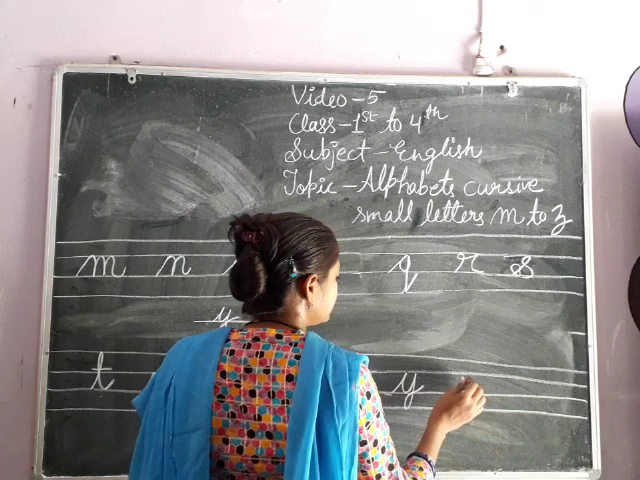 Video - 5
Class - 1st to 4th
Subject - English
Topic - Alphabets cursive
small letters m to z
m n q r s
y
t y